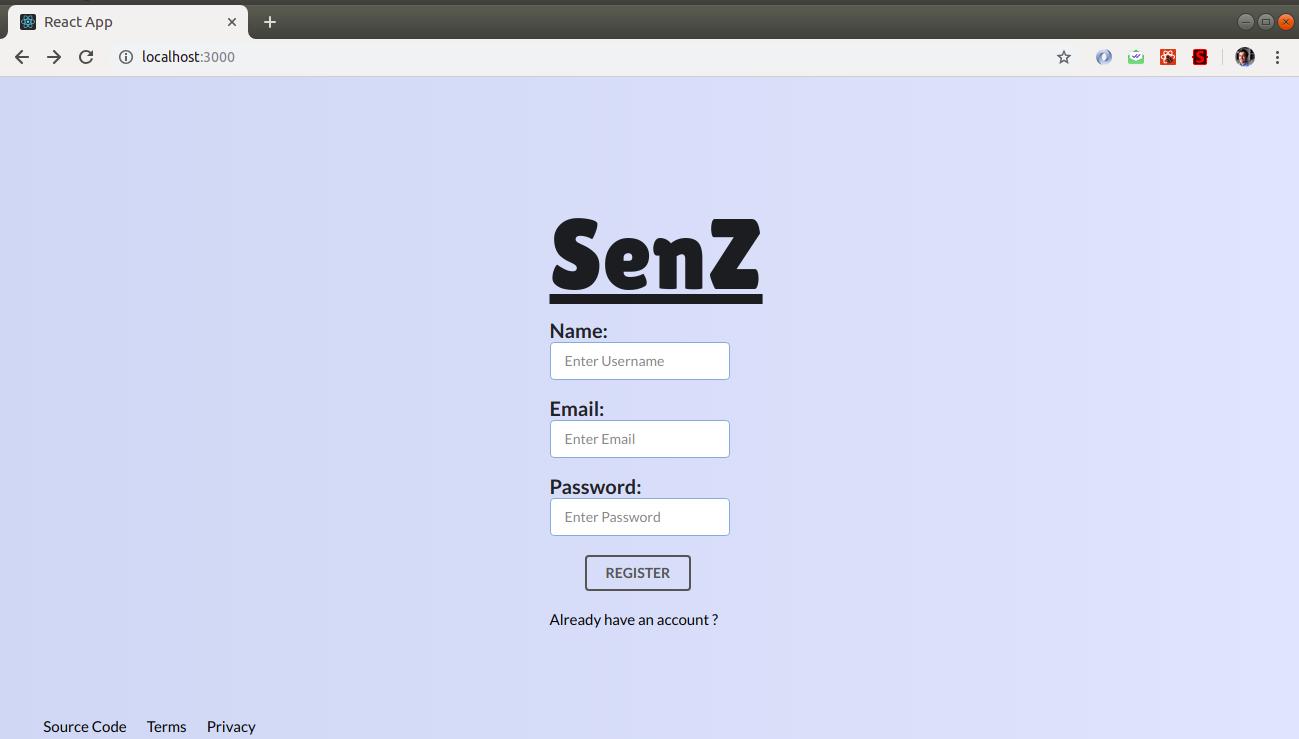 React App
localhost:3000
SenZ
Name:
Enter Username
Email:
Enter Email
Password:
Enter Password
REGISTER
Already have an account ?
Source Code Terms Privacy